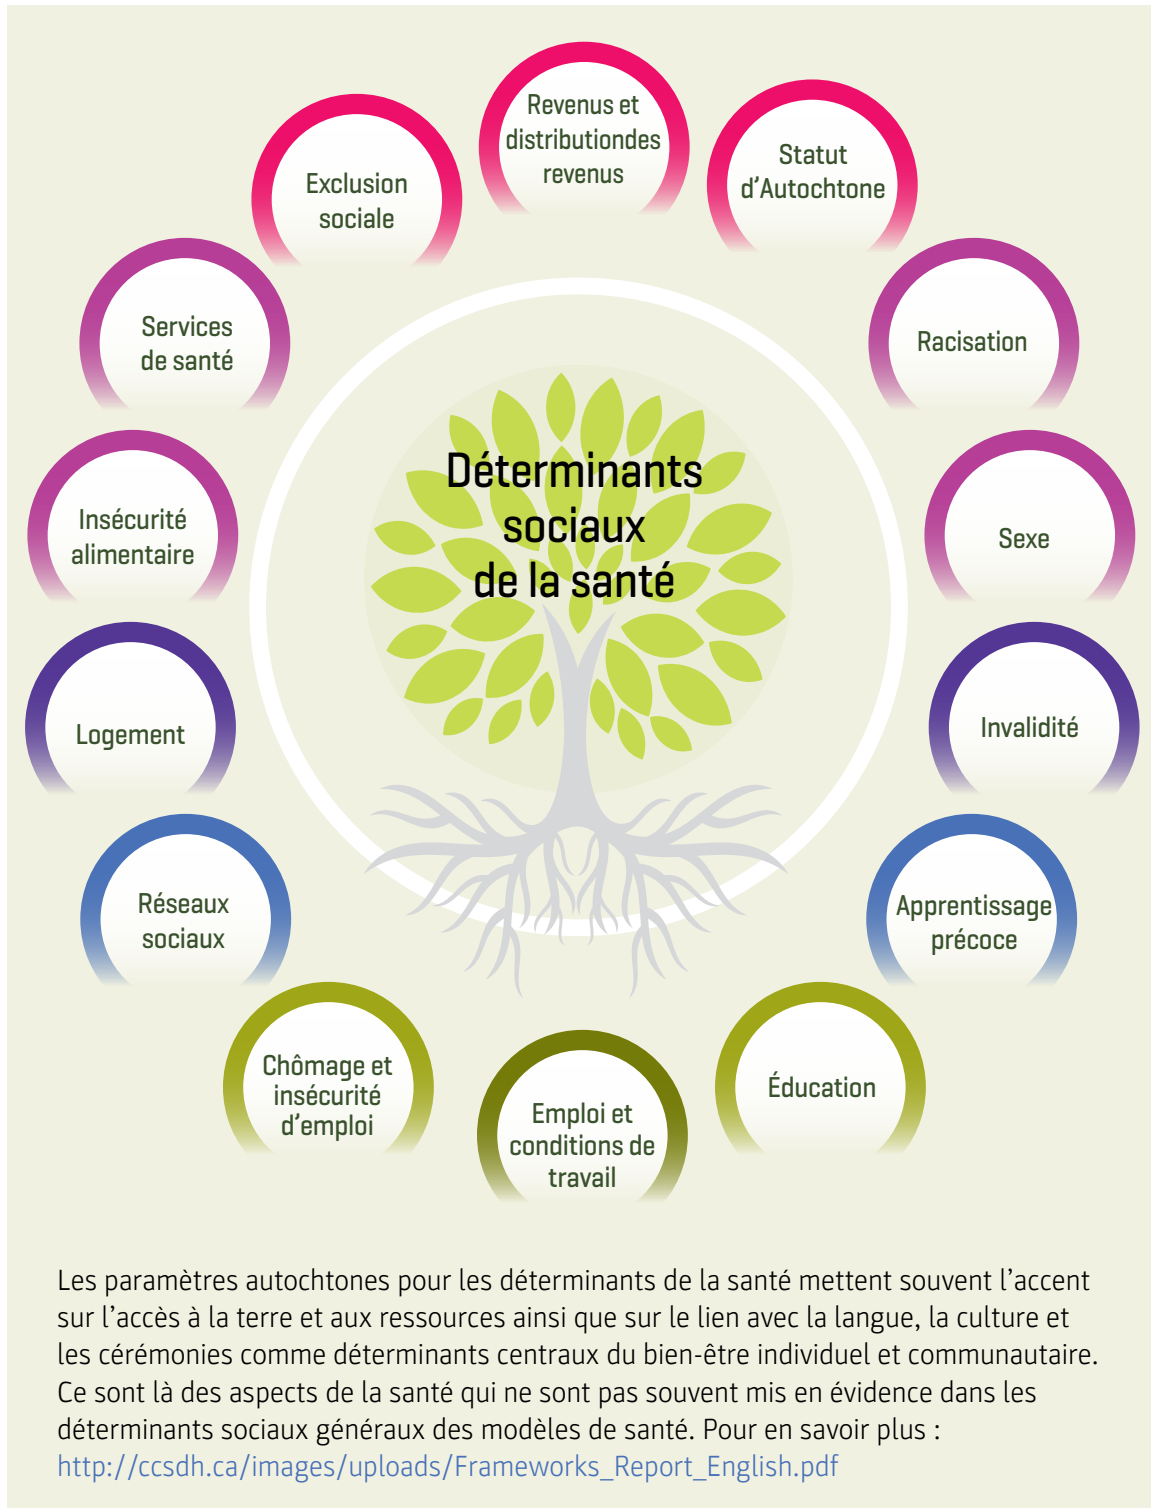 Revenus et
distributiondes
revenus
Statut
d'Autochtone
Racisation
Sexe
Invalidité
Apprentissage
précoce
Éducation
Emploi et
conditions de
travail
Chômage et
insécurité
d'emploi
Réseaux
sociaux
Logement
Insécurité
alimentaire
Services
de santé
Exclusion
sociale
Déterminants
sociaux
de la santé
Les paramètres autochtones pour les déterminants de la santé mettent souvent l'accent
sur l'accès à la terre et aux ressources ainsi que sur le lien avec la langue, la culture et
les cérémonies comme déterminants centraux du bien-être individuel et communautaire.
Ce sont là des aspects de la santé qui ne sont pas souvent mis en évidence dans les
déterminants sociaux généraux des modèles de santé. Pour en savoir plus :
http://ccsdh.ca/images/uploads/Frameworks_Report_English.pdf